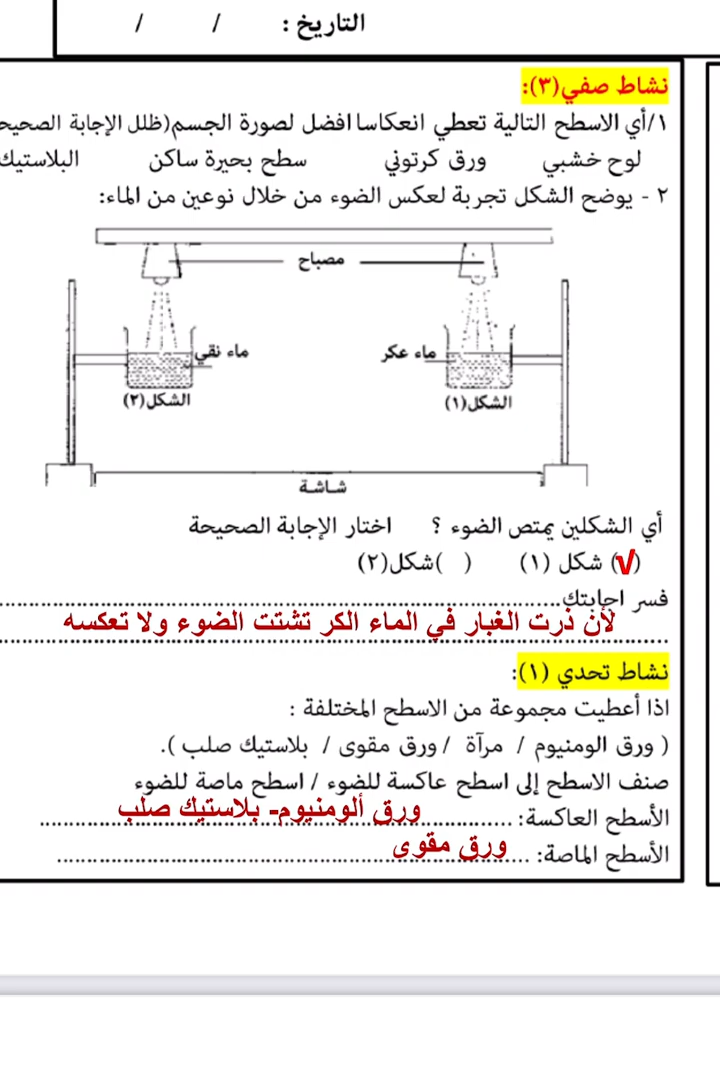 التاريخ : / /
نشاط صفي(٣):
١/أي الاسطح التالية تعطي انعكاسا افضل لصورة الجسم(ظلل الإجابة
لوح خشبي ورق كرتوني سطح بحيرة ساكن
٢ - يوضح الشكل تجربة لعكس الضوء من خلال نوعين من الماء:
مصباح
ماء عكر ماء نقي
الشكل(١) الشكل(٢)
شاشة
أي الشكلين يمتص الضوء ؟ اختار الإجابة الصحيحة
(√) شكل (١) ( )شكل(٢)
فسر اجابتك
لأن ذرت الغبار في الماء الكر تشتت الضوء ولا تعكسه
نشاط تحدي (١):
اذا أعطيت مجموعة من الاسطح المختلفة :
( ورق الومنيوم / مرآة / ورق مقوى / بلاستيك صلب ).
صنف الاسطح إلى اسطح عاكسة للضوء / اسطح ماصة للضوء
الأسطح العاكسة: ورق ألومنيوم- بلاستيك صلب
الأسطح الماصة: ورق مقوى